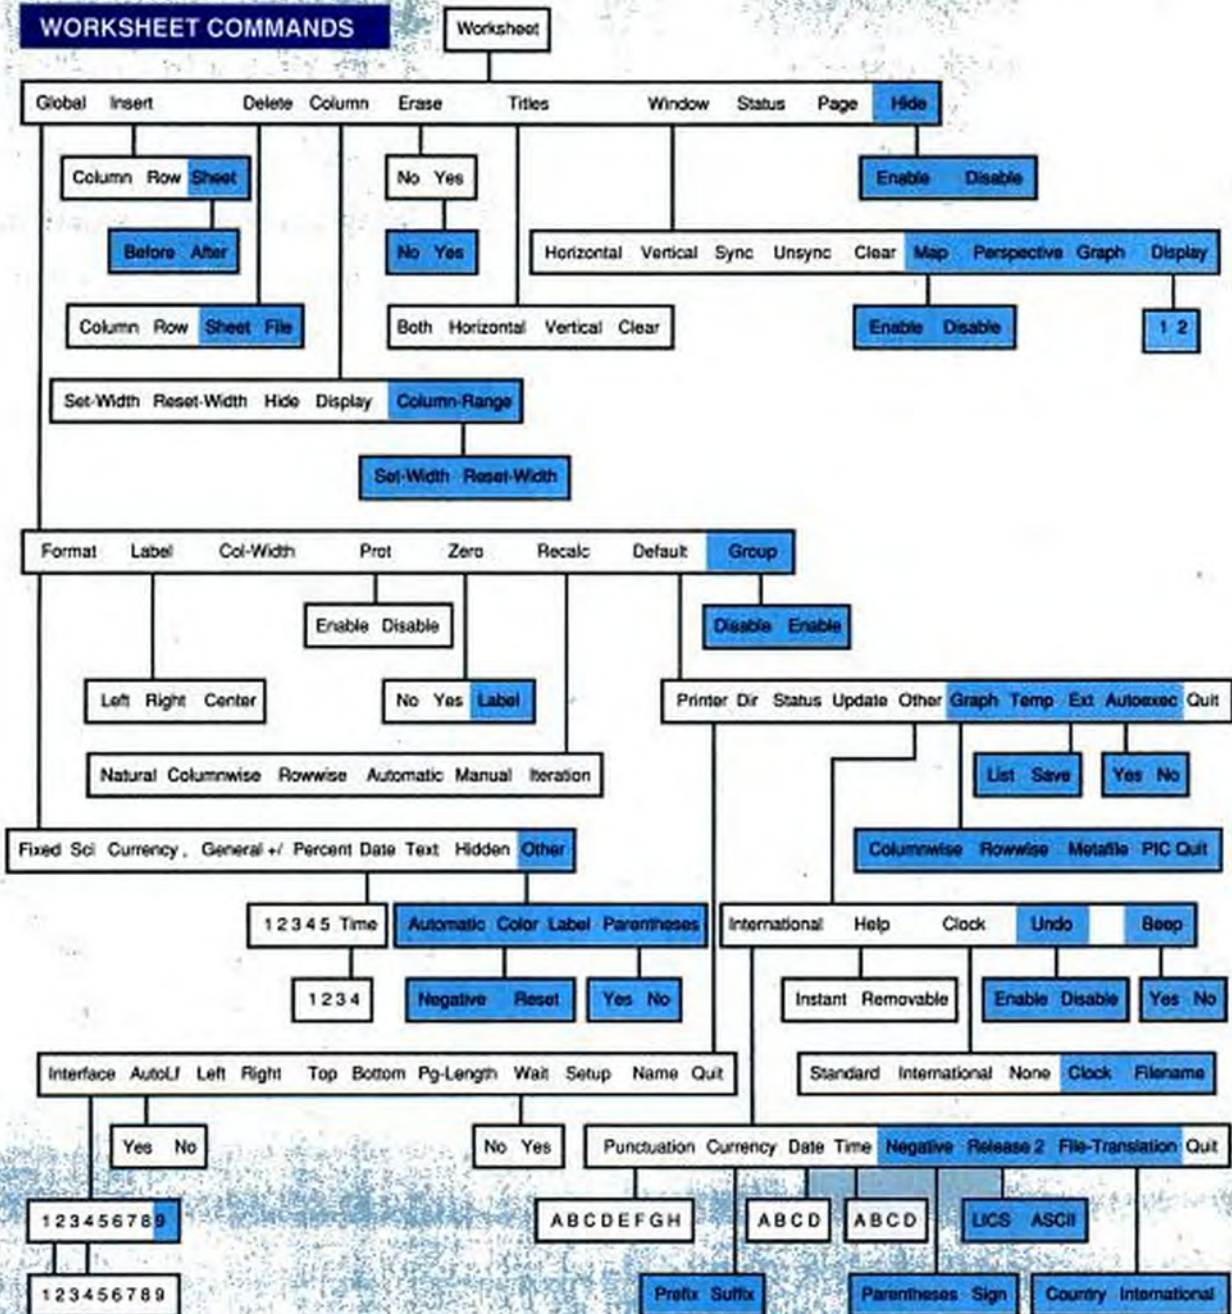 WORKSHEET COMMANDS
Worksheet
Global Insert Delete Column Erase Titles Window Status Page Hide
Column Row Sheet
No Yes
Enable Disable
Before After
No Yes
Horizontal Vertical Sync Unsync Clear Map Perspective Graph Display
Column Row Sheet File
Both Horizontal Vertical Clear
Enable Disable
1 2
Set-Width Reset-Width Hide Display Column-Range
Set-Width Reset-Width
Format Label Col-Width Prot Zero Recalc Default Group
Enable Disable
Disable Enable
Left Right Center
No Yes Label
Printer Dir Status Update Other Graph Temp Ext Autoexec Quit
Natural Columnwise Rowwise Automatic Manual Iteration
List Save
Yes No
Fixed Sci Currency , General +/ Percent Date Text Hidden Other
Columnwise Rowwise Metafile PIC Quit
1 2 3 4 5 Time
Automatic Color Label Parentheses
International Help Clock Undo Beep
1 2 3 4
Negative Reset
Yes No
Instant Removable
Enable Disable
Yes No
Interface AutoLf Left Right Top Bottom Pg-Length Wait Setup Name Quit
Standard International None Clock Filename
Yes No
No Yes
Punctuation Currency Date Time Negative Release 2 File-Translation Quit
1 2 3 4 5 6 7 8 9
A B C D E F G H
A B C D
A B C D
LICS ASCII
1 2 3 4 5 6 7 8 9
Prefix Suffix
Parentheses Sign
Country International